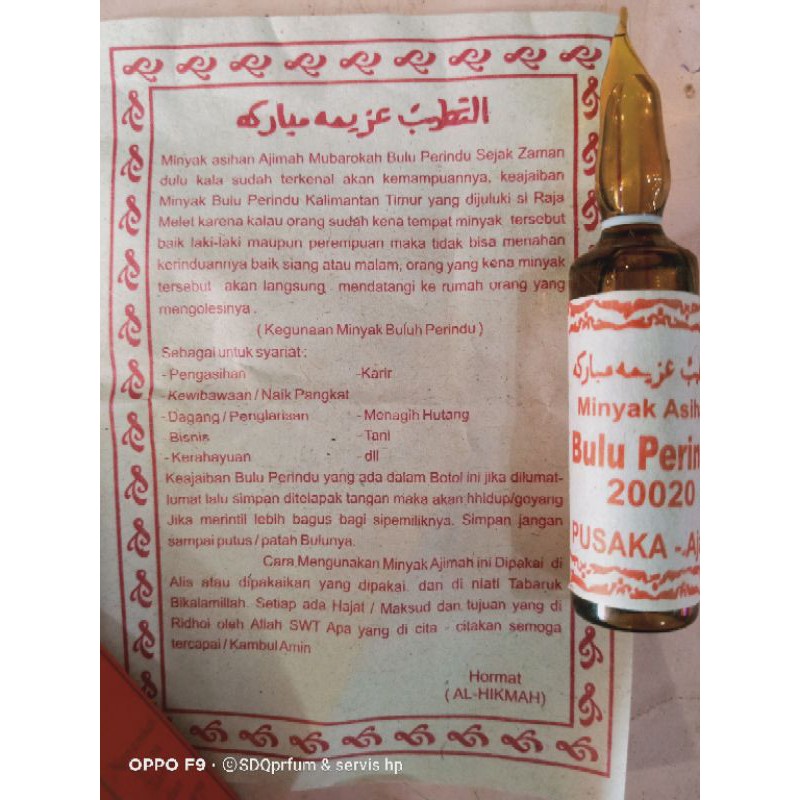 عزيمه مباركه
Minyak asihan Ajimah Mubarokah Bulu Perindu Sejak Zaman
dulu kala sudah terkenal akan kemampuannya, keajaiban
Minyak Bulu Perindu Kalimantan Timur yang dijuluki si Raja
Melet karena kalau orang sudah kena tempat minyak tersebut
baik laki-laki maupun perempuan maka tidak bisa menahan
kerinduannya baik siang atau malam, orang yang kena minyak
tersebut akan langsung mendatangi ke rumah orang yang
mengolesinya .
( Kegunaan Minyak Buluh Perindu )
Sebagai untuk syariat :
- Pengasihan -Karir
Kewibawaan / Naik Pangkat
-Dagang / Penglarisan - Menagih Hutang
Bisnis - Tani
- Kerahayuan - dll
Keajaiban Bulu Perindu yang ada dalam Botol ini jika dilumat-
lumat lalu simpan ditelapak tangan maka akan hhidup/goyang
Jika merintil lebih bagus bagi sipemiliknya. Simpan jangan
sampai putus / patah Bulunya.
Cara Mengunakan Minyak Ajimah ini Dipakai di
Alis atau dipakaikan yang dipakai dan di niati Tabaruk
Bikalamillah. Setiap ada Hajat / Maksud dan tujuan yang di
Ridhoi oleh Allah SWT Apa yang di cita - citakan semoga
tercapai / Kambul Amin
Hormat
( AL-HIKMAH)
عزيمه مباركه
Minyak Asih
Bulu Perin
20020
PUSAKA - Aj
OPPO F9 · ©SDQprfum & servis hp